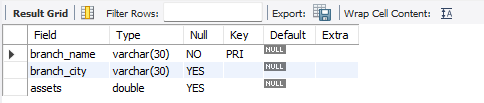 Result Grid Filter Rows: Export: Wrap Cell Content: IA
Field Type Null Key Default Extra
branch_name varchar(30) NO PRI NULL
branch_city varchar(30) YES NULL
assets double YES NULL